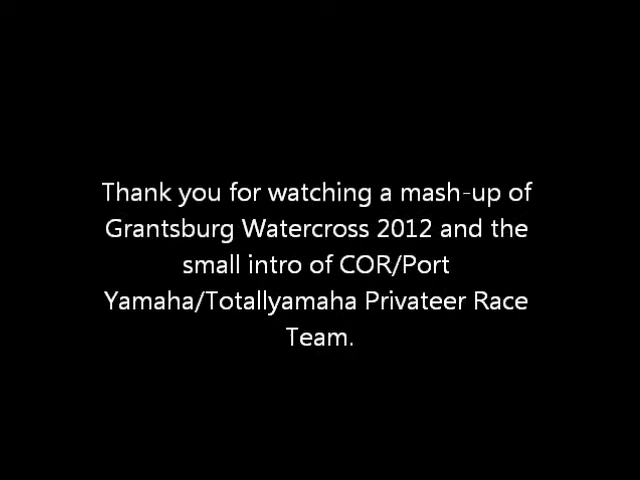 Thank you for watching a mash-up of
Grantsburg Watercross 2012 and the
small intro of COR/Port
Yamaha/Totallyamaha Privateer Race
Team.